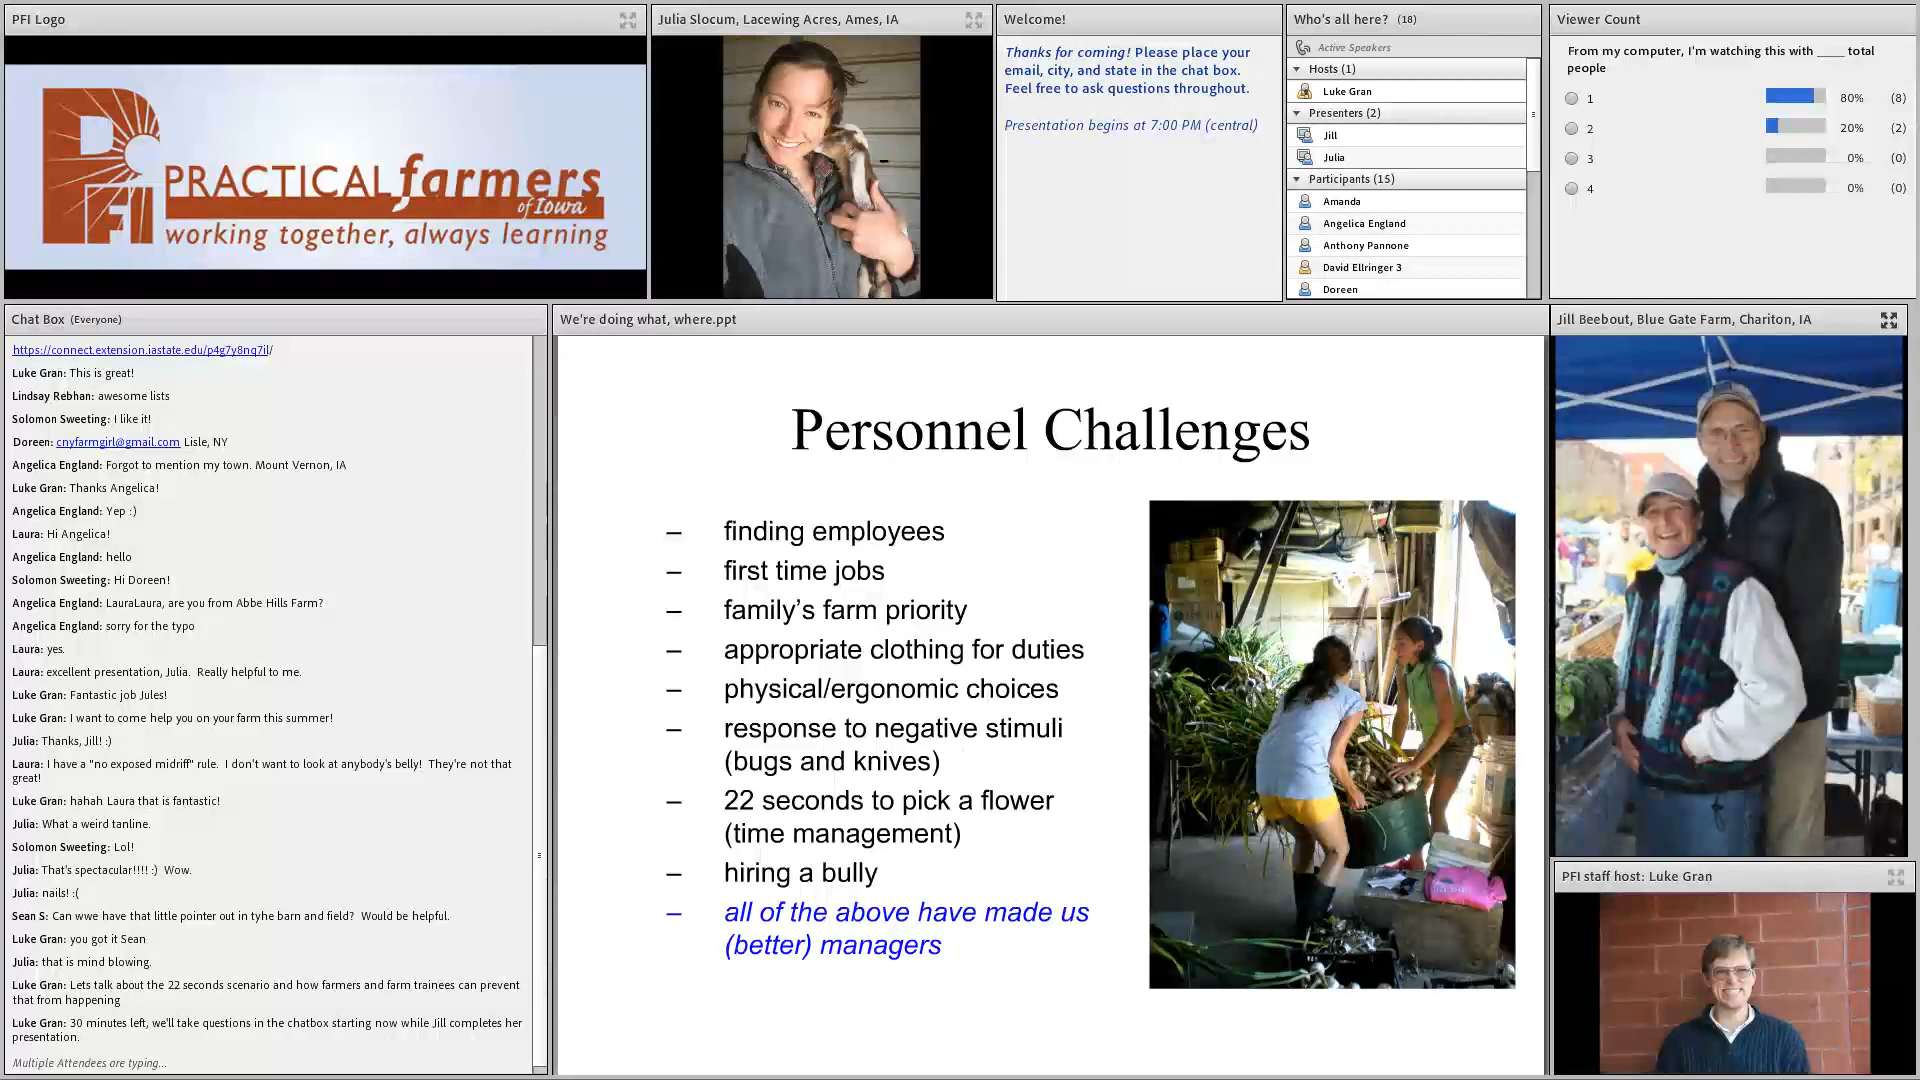 PFI Logo
PRACTICAL farmers
of Iowa
working together, always learning
PFI
Julia Slocum, Lacewing Acres, Ames, IA
Welcome!
Thanks for coming! Please place your
email, city, and state in the chat box.
Feel free to ask questions throughout.
Presentation begins at 7:00 PM (central)
Who's all here? (18)
Active Speakers
Hosts (1)
Luke Gran
Presenters (2)
Jill
Julia
Participants (15)
Amanda
Angelica England
Anthony Pannone
David Ellringer 3
Doreen
Viewer Count
From my computer, I'm watching this with ____ total
people
1 80% (8)
2 20% (2)
3 0% (0)
4 0% (0)
Chat Box (Everyone)
https://connect.extension.iastate.edu/p4g7y8nq7il/
Luke Gran: This is great!
Lindsay Rebhan: awesome lists
Solomon Sweeting: I like it!
Doreen: cnyfarmgirl@gmail.com Lisle, NY
Angelica England: Forgot to mention my town. Mount Vernon, IA
Luke Gran: Thanks Angelica!
Angelica England: Yep :)
Laura: Hi Angelica!
Angelica England: hello
Solomon Sweeting: Hi Doreen!
Angelica England: LauraLaura, are you from Abbe Hills Farm?
Angelica England: sorry for the typo
Laura: yes.
Laura: excellent presentation, Julia. Really helpful to me.
Luke Gran: Fantastic job Jules!
Luke Gran: I want to come help you on your farm this summer!
Julia: Thanks, Jill! :)
Laura: I have a "no exposed midriff" rule. I don't want to look at anybody's belly! They're not that
great!
Luke Gran: hahah Laura that is fantastic!
Julia: What a weird tanline.
Solomon Sweeting: Lol!
Julia: That's spectacular!!!! :) Wow.
Julia: nails! :(
Sean S: Can wwe have that little pointer out in tyhe barn and field? Would be helpful.
Luke Gran: you got it Sean
Julia: that is mind blowing.
Luke Gran: Lets talk about the 22 seconds scenario and how farmers and farm trainees can prevent
that from happening
Luke Gran: 30 minutes left, we'll take questions in the chatbox starting now while Jill completes her
presentation.
Multiple Attendees are typing...
We're doing what, where.ppt
Personnel Challenges
– finding employees
– first time jobs
– family’s farm priority
– appropriate clothing for duties
– physical/ergonomic choices
– response to negative stimuli
(bugs and knives)
– 22 seconds to pick a flower
(time management)
– hiring a bully
– all of the above have made us
(better) managers
Jill Beebout, Blue Gate Farm, Chariton, IA
PFI staff host: Luke Gran